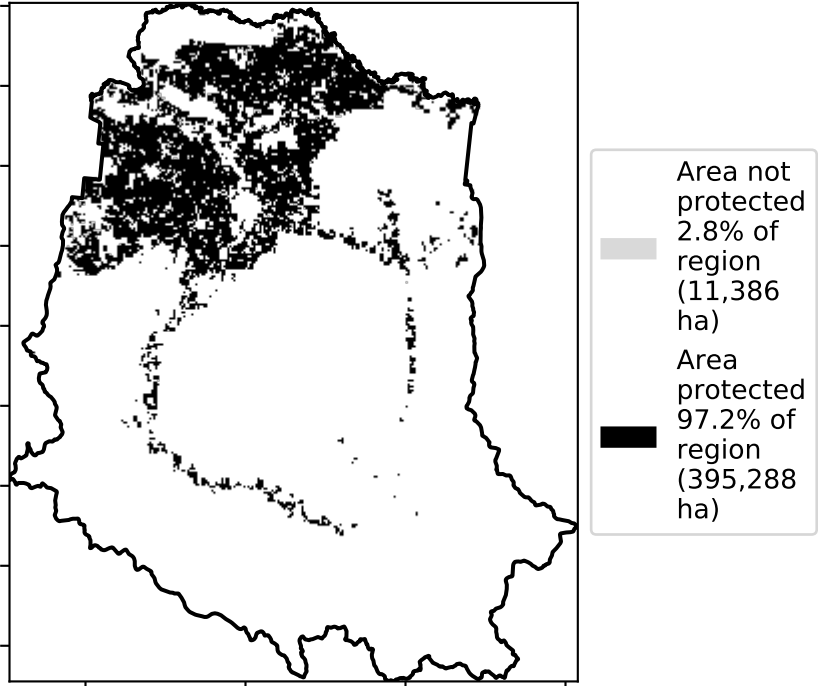 Area not
protected
2.8% of
region
(11,386
ha)
Area
protected
97.2% of
region
(395,288
ha)